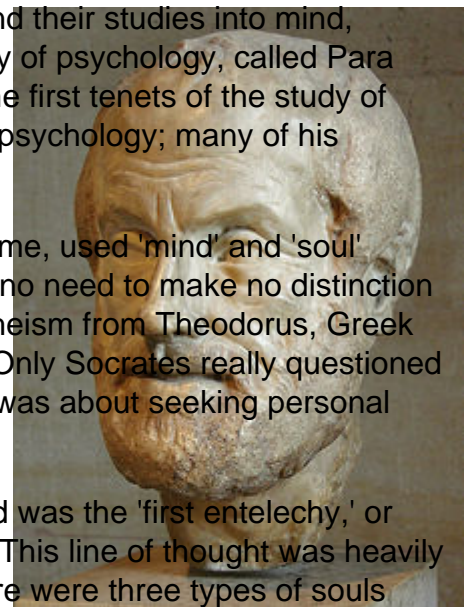 nd their studies into mind,
y of psychology, called Para
e first tenets of the study of
psychology; many of his
me, used 'mind' and 'soul'
no need to make no distinction
heism from Theodorus, Greek
Only Socrates really questioned
was about seeking personal
d was the 'first entelechy,' or
This line of thought was heavily
re were three types of souls